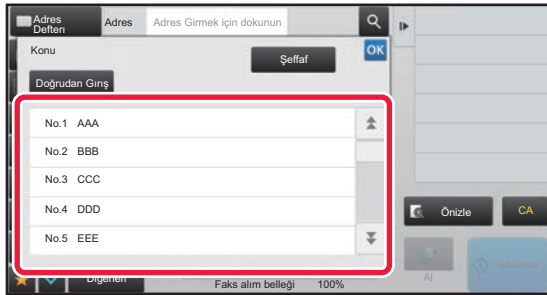 Adres Defteri
Adres
Adres Girmek için dokunun
Konu
Şeffaf
OK
Doğrudan Giriş
No.1 AAA
No.2 BBB
No.3 CCC
No.4 DDD
No.5 EEE
Önizle
CA
Diğerleri
Faks alım belleği 100%
Al